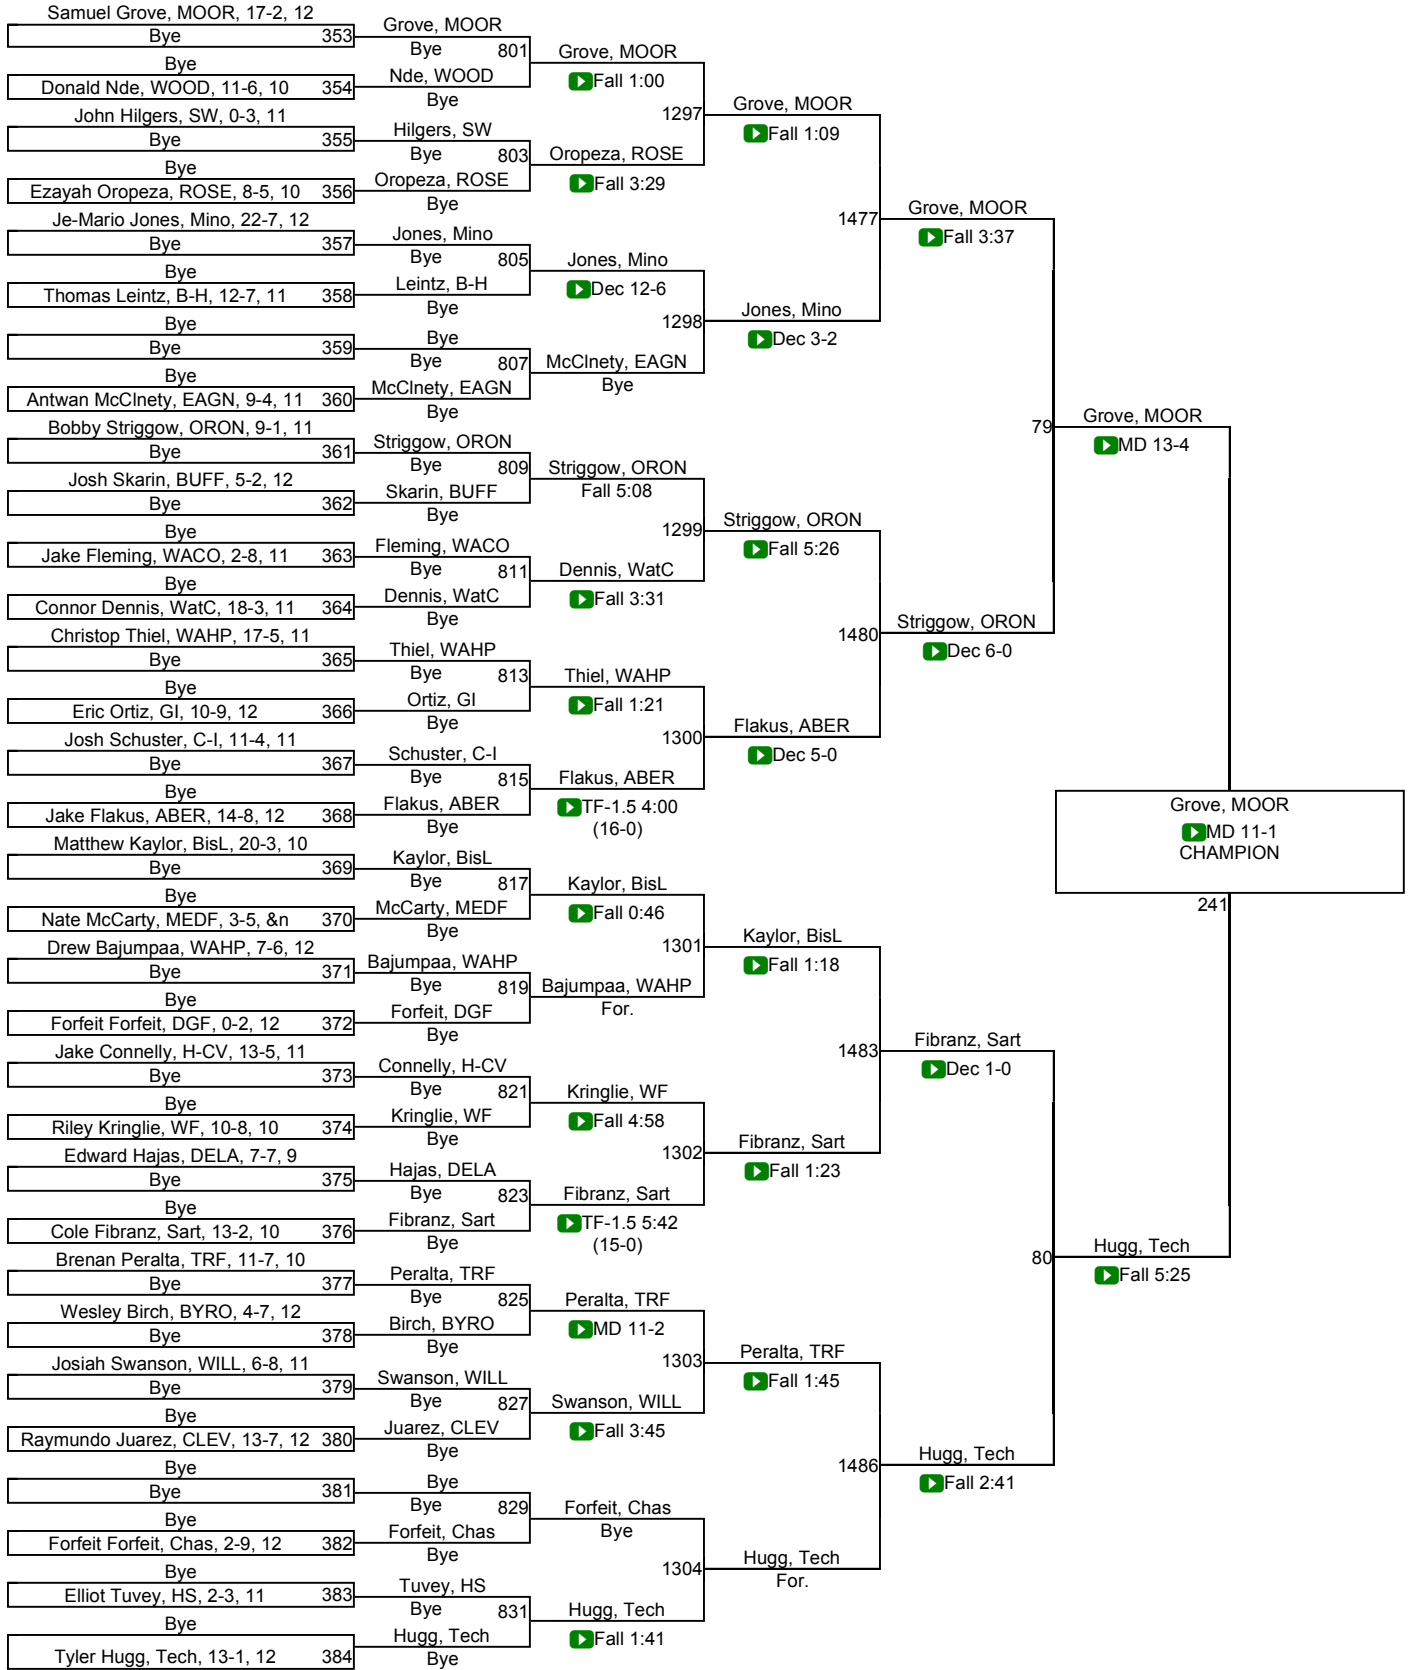 Samuel Grove, MOOR, 17-2, 12
Bye 353
Bye
Donald Nde, WOOD, 11-6, 10 354
John Hilgers, SW, 0-3, 11
Bye 355
Bye
Ezayah Oropeza, ROSE, 8-5, 10 356
Je-Mario Jones, Mino, 22-7, 12
Bye 357
Bye
Thomas Leintz, B-H, 12-7, 11 358
Bye
Bye 359
Bye
Antwan McClnety, EAGN, 9-4, 11 360
Bobby Striggow, ORON, 9-1, 11
Bye 361
Josh Skarin, BUFF, 5-2, 12
Bye 362
Bye
Jake Fleming, WACO, 2-8, 11 363
Bye
Connor Dennis, WatC, 18-3, 11 364
Christop Thiel, WAHP, 17-5, 11
Bye 365
Bye
Eric Ortiz, GI, 10-9, 12 366
Josh Schuster, C-I, 11-4, 11
Bye 367
Bye
Jake Flakus, ABER, 14-8, 12 368
Matthew Kaylor, BisL, 20-3, 10
Bye 369
Bye
Nate McCarty, MEDF, 3-5, &n 370
Drew Bajumpaa, WAHP, 7-6, 12
Bye 371
Bye
Forfeit Forfeit, DGF, 0-2, 12 372
Jake Connelly, H-CV, 13-5, 11
Bye 373
Bye
Riley Kringlie, WF, 10-8, 10 374
Edward Hajas, DELA, 7-7, 9
Bye 375
Bye
Cole Fibranz, Sart, 13-2, 10 376
Brenan Peralta, TRF, 11-7, 10
Bye 377
Wesley Birch, BYRO, 4-7, 12
Bye 378
Josiah Swanson, WILL, 6-8, 11
Bye 379
Bye
Raymundo Juarez, CLEV, 13-7, 12 380
Bye
Bye 381
Bye
Forfeit Forfeit, Chas, 2-9, 12 382
Bye
Elliot Tuvey, HS, 2-3, 11 383
Bye
Tyler Hugg, Tech, 13-1, 12 384
Grove, MOOR
Bye 801
Nde, WOOD
Bye
Hilgers, SW
Bye 803
Oropeza, ROSE
Bye
Jones, Mino
Bye 805
Leintz, B-H
Bye
Bye
Bye 807
McClnety, EAGN
Bye
Striggow, ORON
Bye 809
Skarin, BUFF
Bye
Fleming, WACO
Bye 811
Dennis, WatC
Bye
Thiel, WAHP
Bye 813
Ortiz, GI
Bye
Schuster, C-I
Bye 815
Flakus, ABER
Bye
Kaylor, BisL
Bye 817
McCarty, MEDF
Bye
Bajumpaa, WAHP
Bye 819
Forfeit, DGF
Bye
Connelly, H-CV
Bye 821
Kringlie, WF
Bye
Hajas, DELA
Bye 823
Fibranz, Sart
Bye
Peralta, TRF
Bye 825
Birch, BYRO
Bye
Swanson, WILL
Bye 827
Juarez, CLEV
Bye
Bye
Bye 829
Forfeit, Chas
Bye
Tuvey, HS
Bye 831
Hugg, Tech
Bye
Grove, MOOR
Fall 1:00
1297
Oropeza, ROSE
Fall 3:29
Jones, Mino
Dec 12-6
1298
McClnety, EAGN
Bye
Striggow, ORON
Fall 5:08
1299
Dennis, WatC
Fall 3:31
Thiel, WAHP
Fall 1:21
1300
Flakus, ABER
TF-1.5 4:00
(16-0)
Kaylor, BisL
Fall 0:46
1301
Bajumpaa, WAHP
For.
Kringlie, WF
Fall 4:58
1302
Fibranz, Sart
TF-1.5 5:42
(15-0)
Peralta, TRF
MD 11-2
1303
Swanson, WILL
Fall 3:45
Forfeit, Chas
Bye
1304
Hugg, Tech
Fall 1:41
Grove, MOOR
Fall 1:09
1477
Jones, Mino
Dec 3-2
Striggow, ORON
Fall 5:26
1480
Flakus, ABER
Dec 5-0
Kaylor, BisL
Fall 1:18
1483
Fibranz, Sart
Fall 1:23
Peralta, TRF
Fall 1:45
1486
Hugg, Tech
For.
Grove, MOOR
Fall 3:37
79
Striggow, ORON
Dec 6-0
Fibranz, Sart
Dec 1-0
80
Hugg, Tech
Fall 2:41
Grove, MOOR
MD 13-4
Grove, MOOR
MD 11-1
CHAMPION
241
Hugg, Tech
Fall 5:25